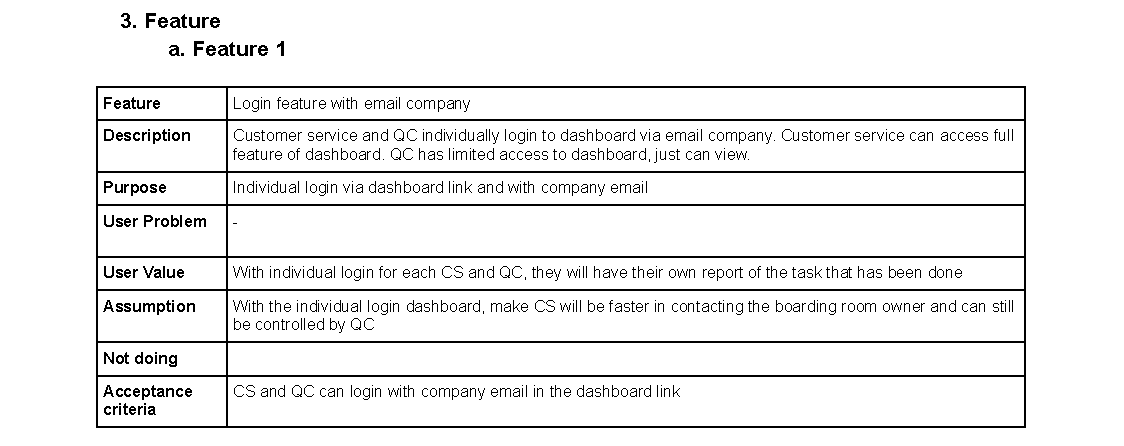 3. Feature
a. Feature 1
Feature Login feature with email company
Description Customer service and QC individually login to dashboard via email company. Customer service can access full
feature of dashboard. QC has limited access to dashboard, just can view.
Purpose Individual login via dashboard link and with company email
User Problem -
User Value With individual login for each CS and QC, they will have their own report of the task that has been done
Assumption With the individual login dashboard, make CS will be faster in contacting the boarding room owner and can still
be controlled by QC
Not doing
Acceptance CS and QC can login with company email in the dashboard link
criteria